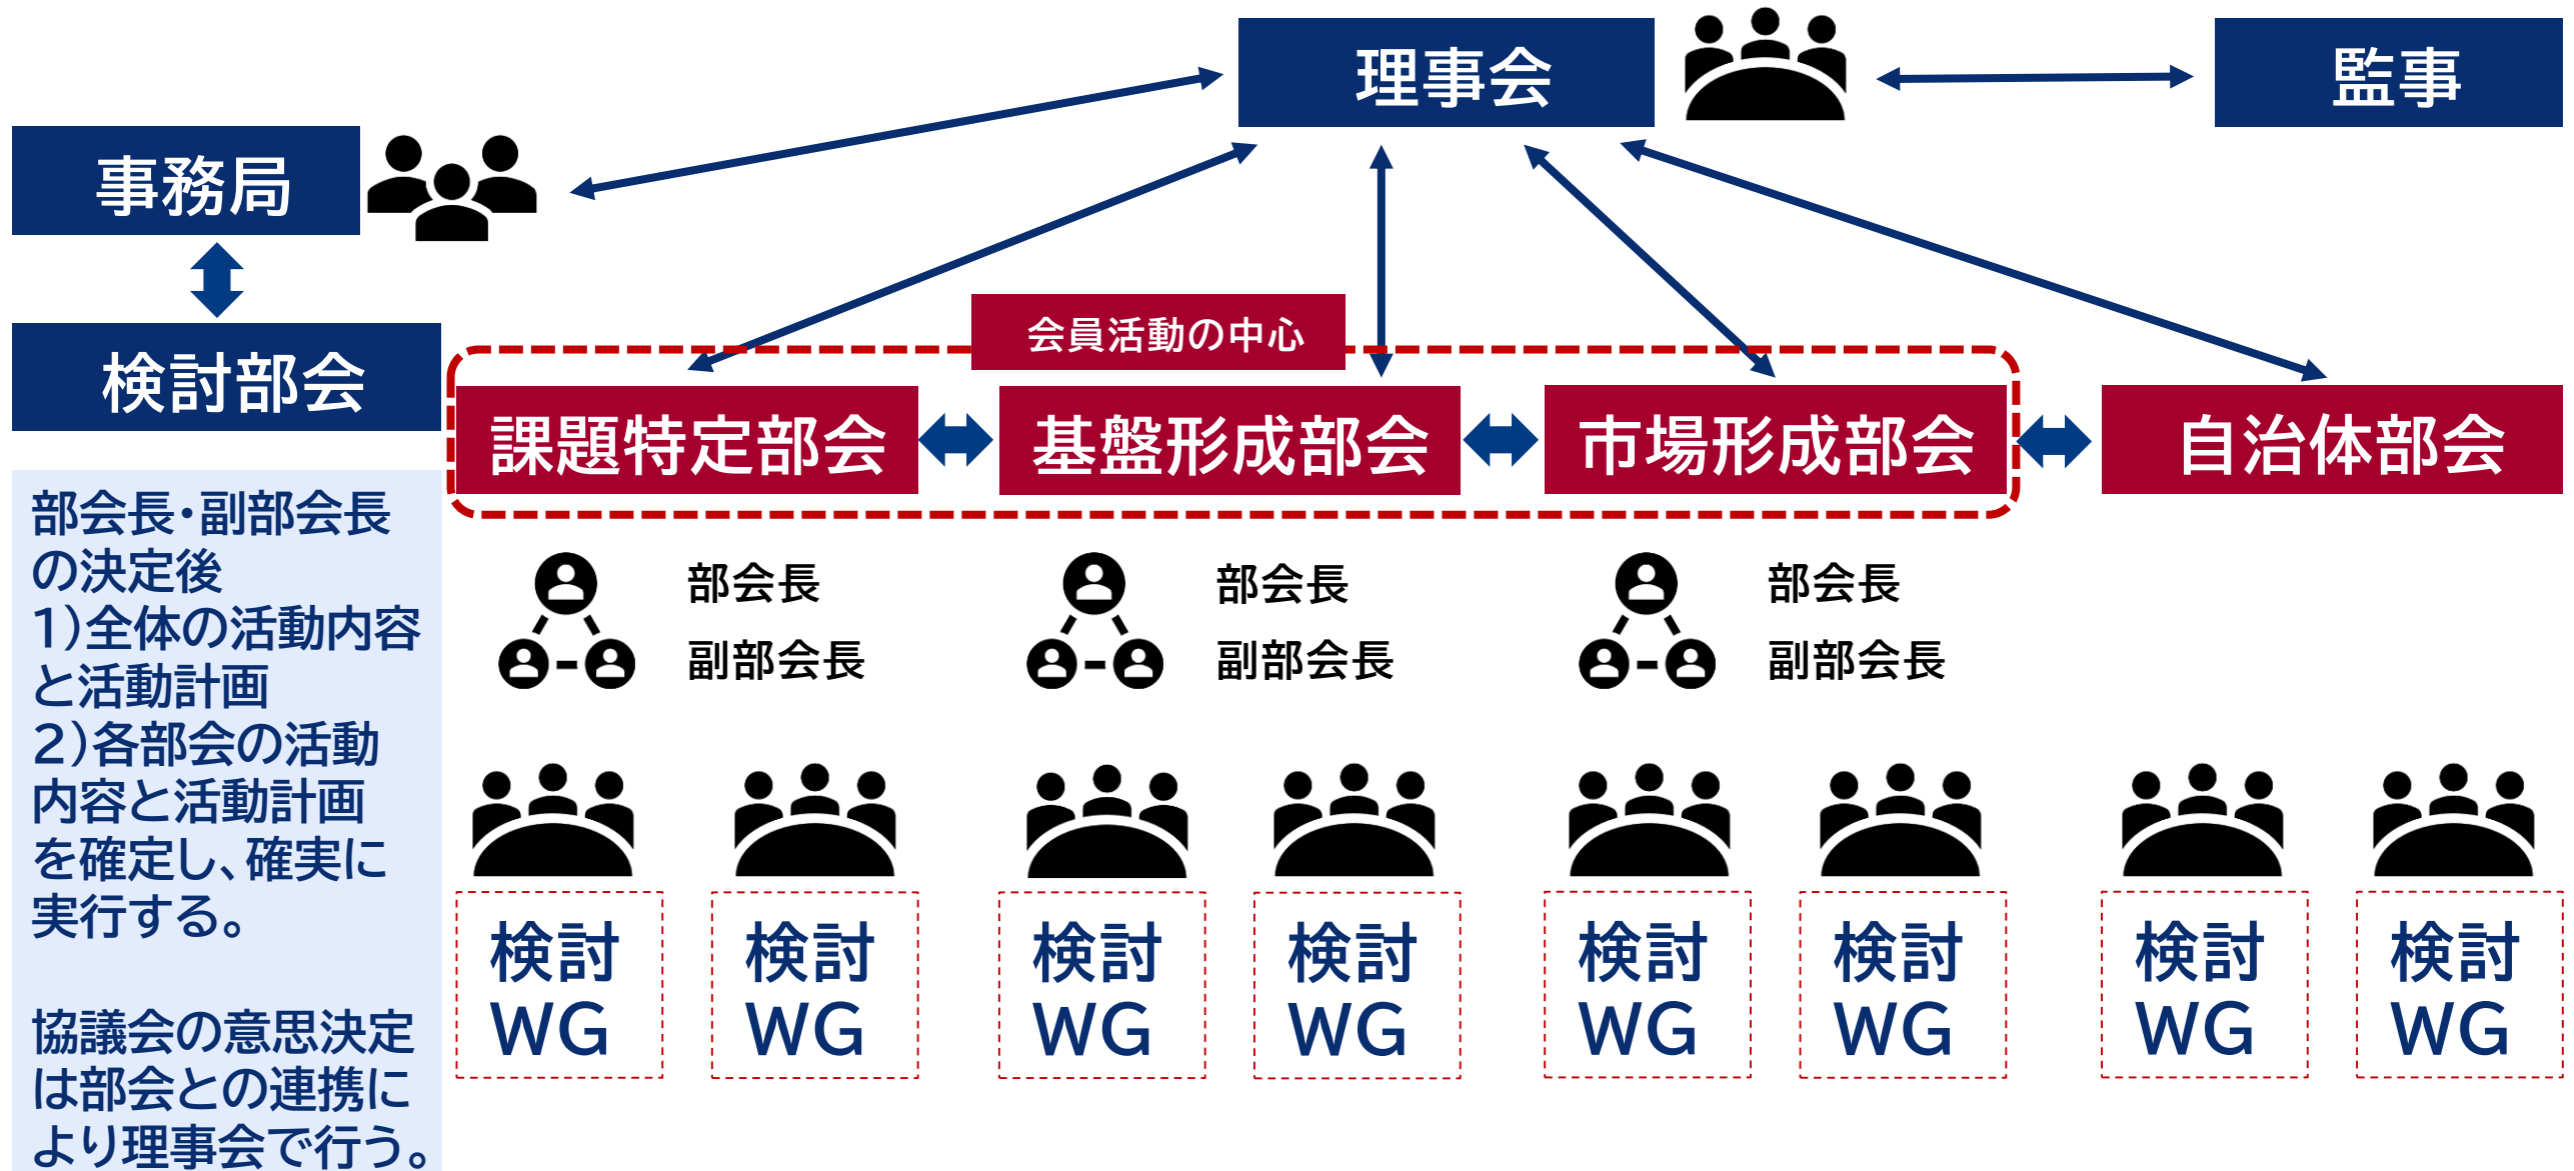 理事会
監事
事務局
会員活動の中心
検討部会
課題特定部会
基盤形成部会
市場形成部会
自治体部会
部会長・副部会長
の決定後
1)全体の活動内容
と活動計画
2)各部会の活動
内容と活動計画
を確定し、確実に
実行する。
協議会の意思決定
は部会との連携に
より理事会で行う。
部会長
副部会長
部会長
副部会長
部会長
副部会長
検討
WG
検討
WG
検討
WG
検討
WG
検討
WG
検討
WG
検討
WG
検討
WG